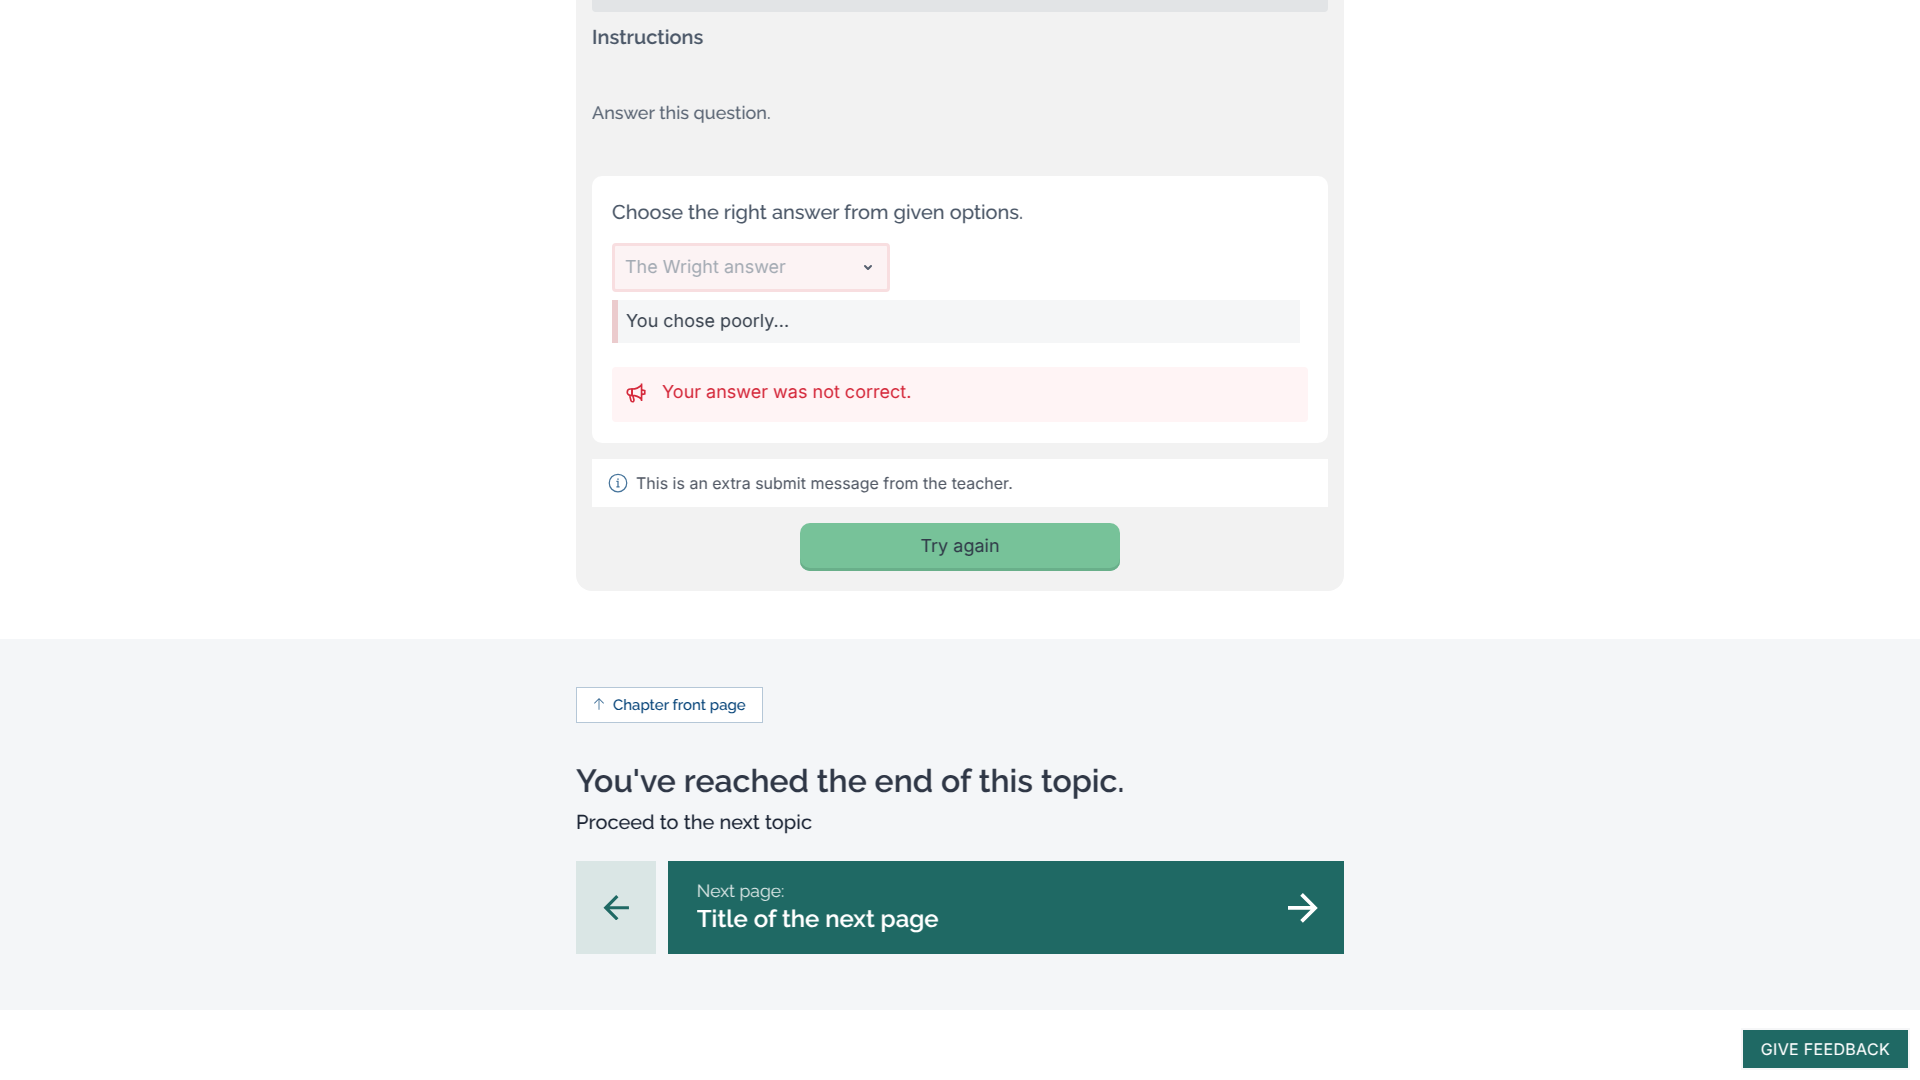 Instructions
Answer this question.
Choose the right answer from given options.
The Wright answer
You chose poorly...
Your answer was not correct.
This is an extra submit message from the teacher.
Try again
Chapter front page
You've reached the end of this topic.
Proceed to the next topic
Next page:
Title of the next page
GIVE FEEDBACK